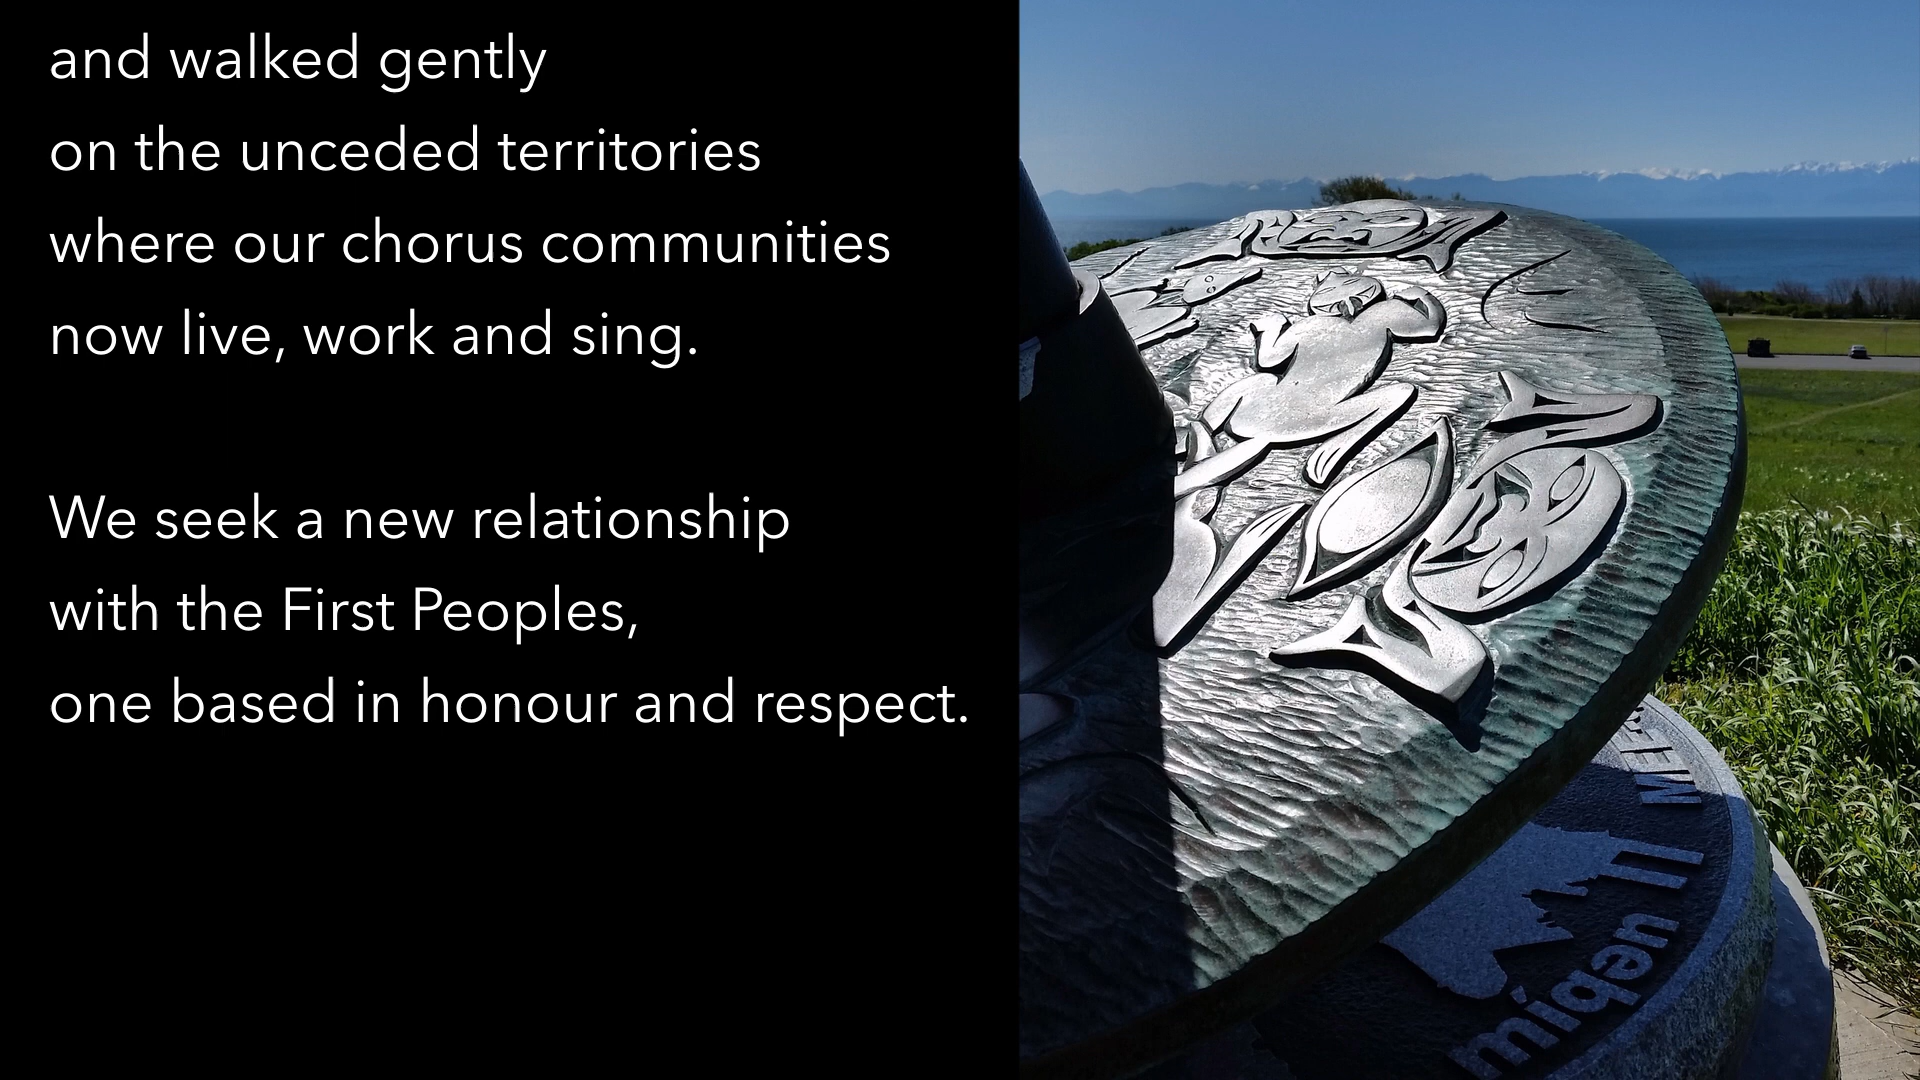 and walked gently
on the unceded territories
where our chorus communities
now live, work and sing.
We seek a new relationship
with the First Peoples,
one based in honour and respect.